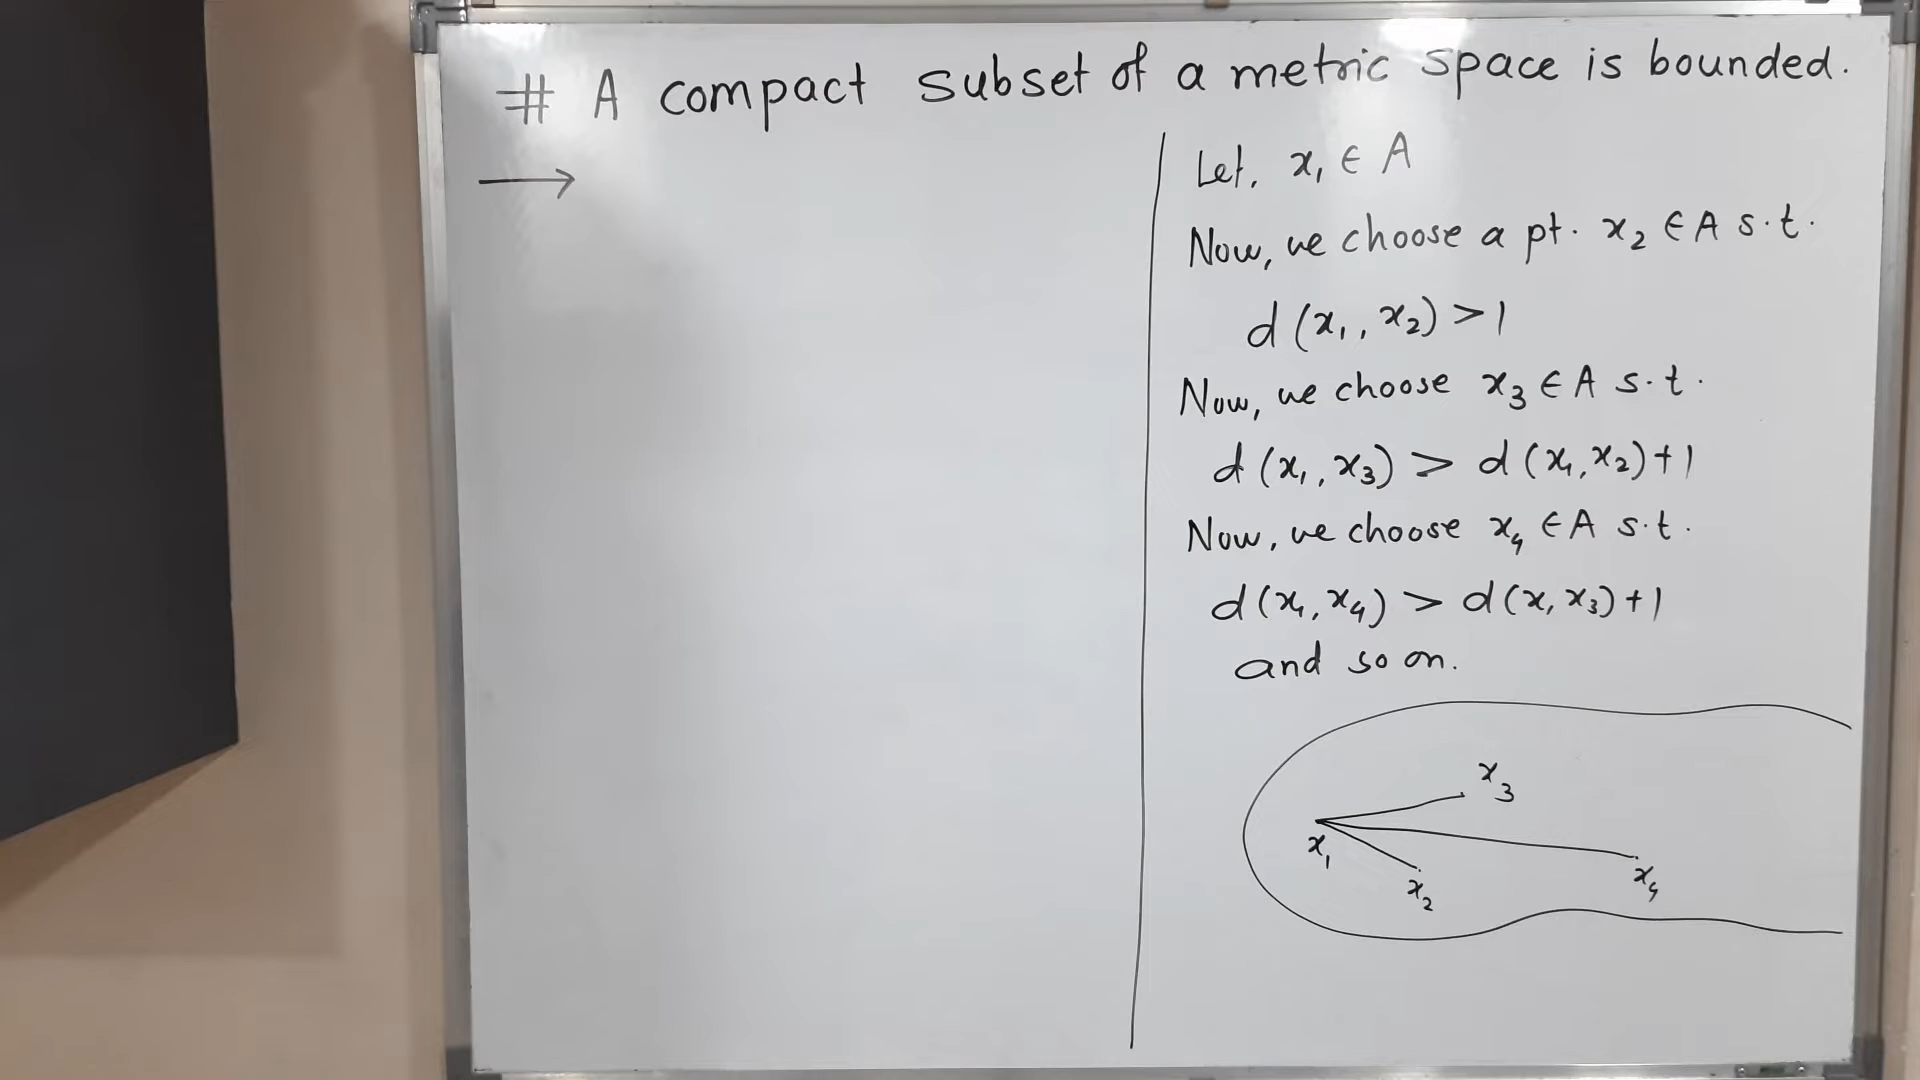 # A compact subset of a metric space is bounded.
→
Let, x₁ ∈ A
Now, we choose a pt. x₂ ∈ A s.t.
d(x₁, x₂) > 1
Now, we choose x₃ ∈ A s.t.
d(x₁, x₃) > d(x₁, x₂) + 1
Now, we choose x₄ ∈ A s.t.
d(x₁, x₄) > d(x, x₃) + 1
and so on.
x₃
x₁
x₂
x₄